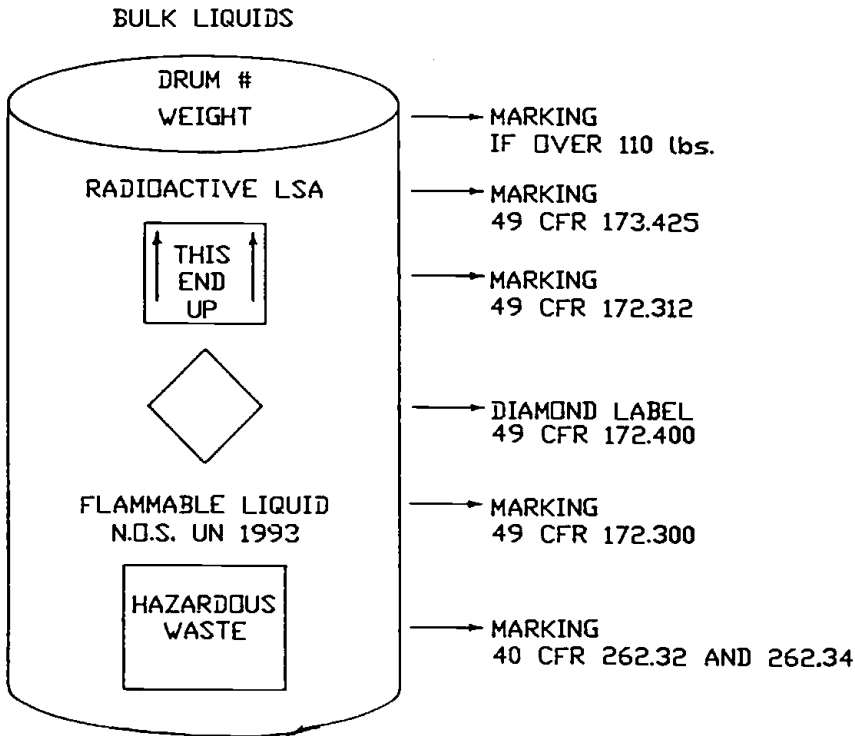 BULK LIQUIDS
DRUM #
WEIGHT
MARKING
IF OVER 110 lbs.
RADIOACTIVE LSA
MARKING
49 CFR 173.425
THIS
END
UP
MARKING
49 CFR 172.312
DIAMOND LABEL
49 CFR 172.400
FLAMMABLE LIQUID
N.O.S. UN 1993
MARKING
49 CFR 172.300
HAZARDOUS
WASTE
MARKING
40 CFR 262.32 AND 262.34